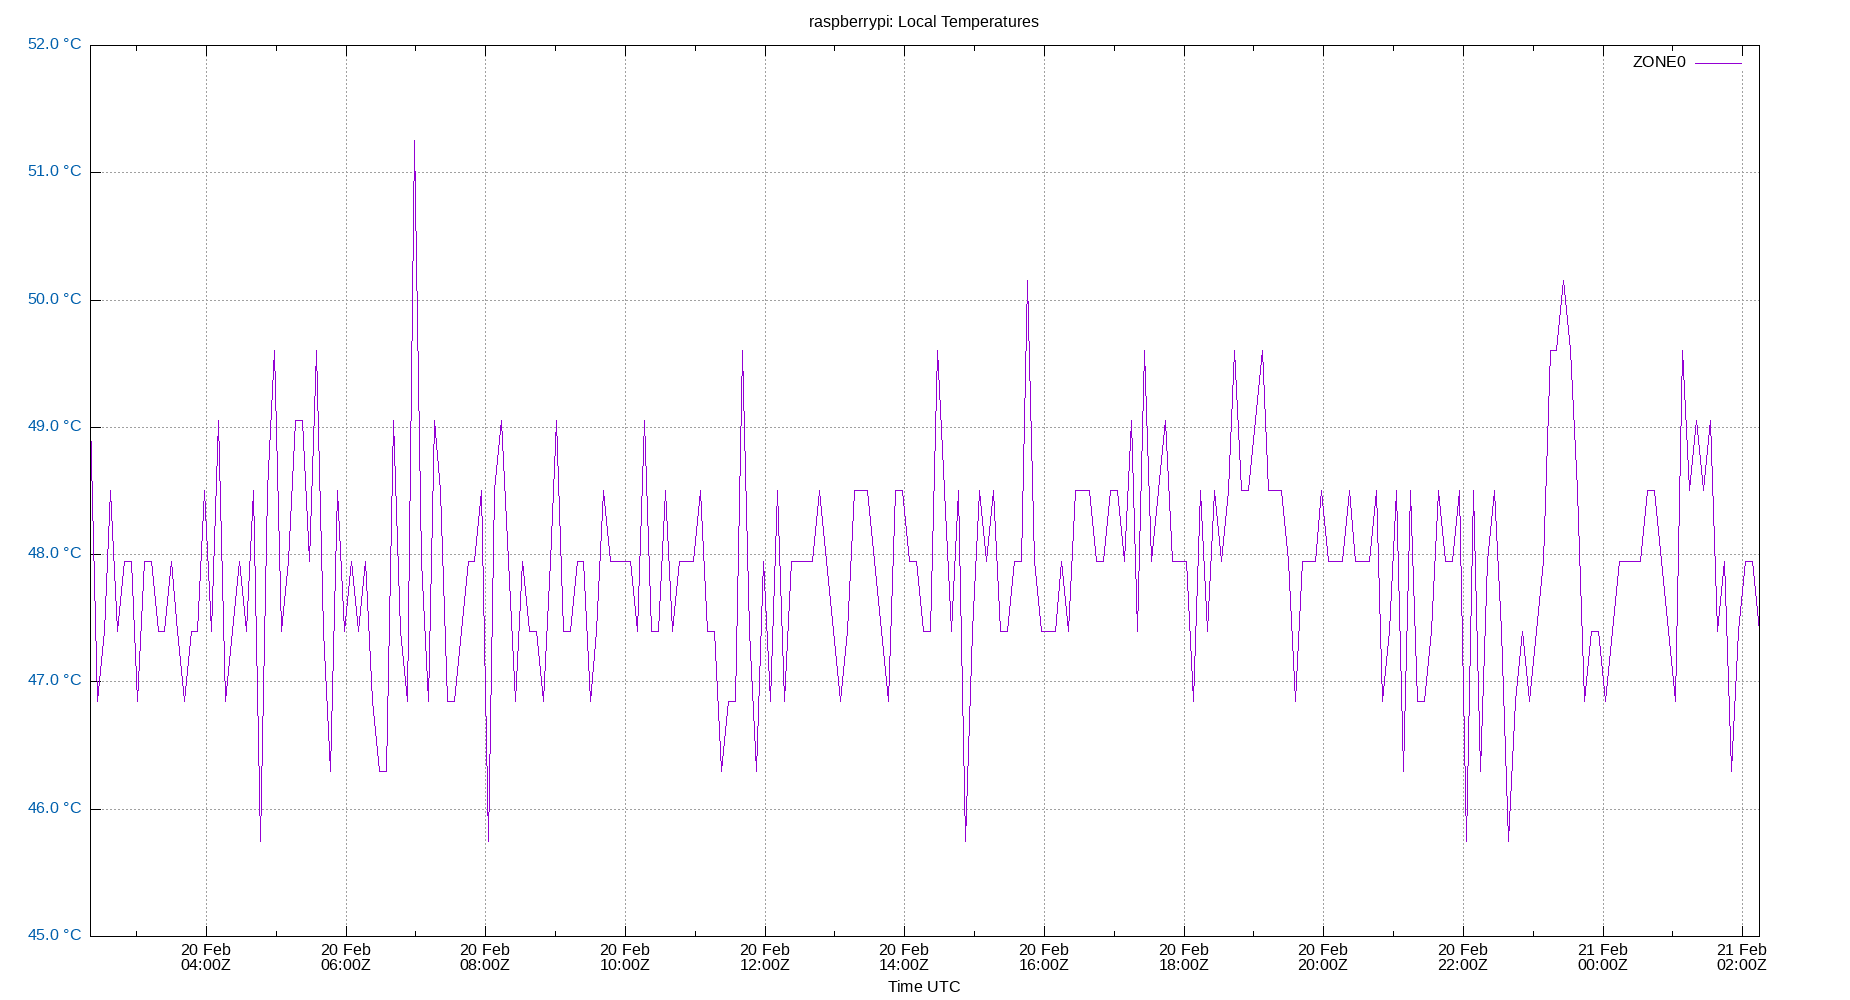 raspberrypi: Local Temperatures
52.0 °C
ZONE0
51.0 °C
50.0 °C
49.0 °C
48.0 °C
47.0 °C
46.0 °C
45.0 °C
20 Feb 20 Feb 20 Feb 20 Feb 20 Feb 20 Feb 20 Feb 20 Feb 20 Feb 20 Feb 21 Feb 21 Feb
04:00Z 06:00Z 08:00Z 10:00Z 12:00Z 14:00Z 16:00Z 18:00Z 20:00Z 22:00Z 00:00Z 02:00Z
Time UTC